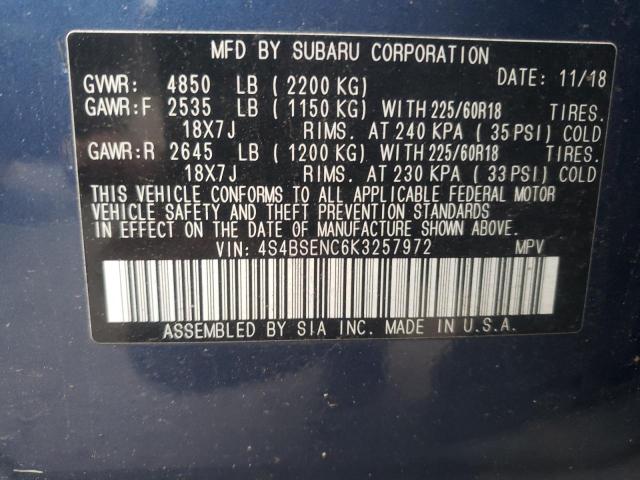 MFD BY SUBARU CORPORATION
GVWR: 4850 LB ( 2200 KG) DATE: 11/18
GAWR:F 2535 LB ( 1150 KG) WITH 225/60R18 TIRES.
18X7J RIMS. AT 240 KPA ( 35 PSI) COLD
GAWR:R 2645 LB ( 1200 KG) WITH 225/60R18 TIRES.
18X7J RIMS. AT 230 KPA ( 33 PSI) COLD
THIS VEHICLE CONFORMS TO ALL APPLICABLE FEDERAL MOTOR
VEHICLE SAFETY AND THEFT PREVENTION STANDARDS
IN EFFECT ON THE DATE OF MANUFACTURE SHOWN ABOVE.
VIN: 4S4BSENC6K3257972 MPV
ASSEMBLED BY SIA INC. MADE IN U.S.A.